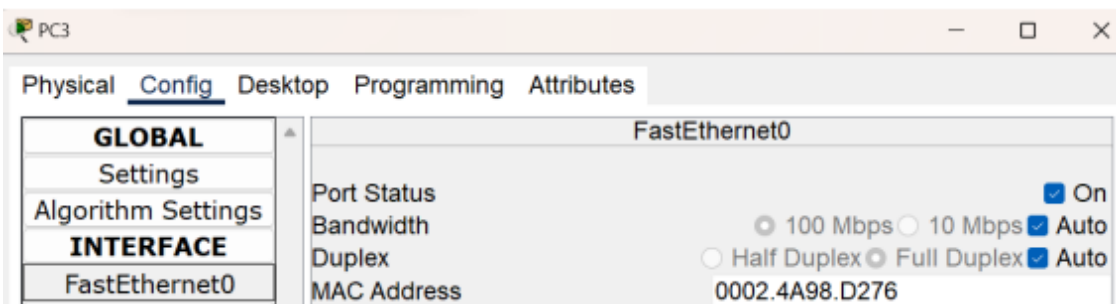 PC3
Physical Config Desktop Programming Attributes
GLOBAL
Settings
Algorithm Settings
INTERFACE
FastEthernet0
FastEthernet0
Port Status On
Bandwidth 100 Mbps 10 Mbps Auto
Duplex Half Duplex Full Duplex Auto
MAC Address 0002.4A98.D276